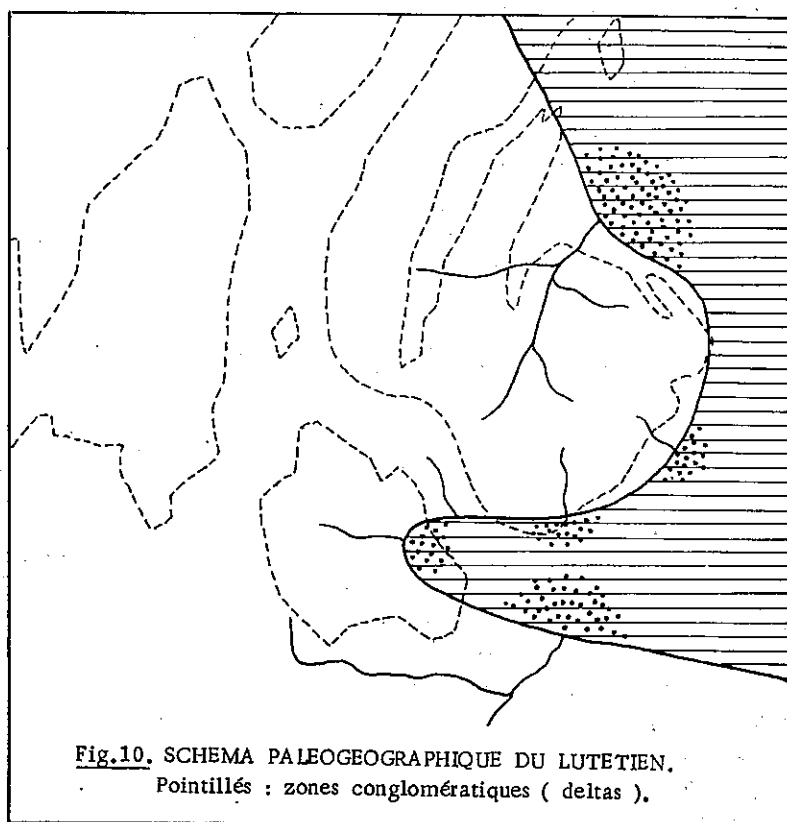 Fig.10. SCHEMA PALEOGEOGRAPHIQUE DU LUTETIEN.
Pointillés : zones conglomératiques ( deltas ).